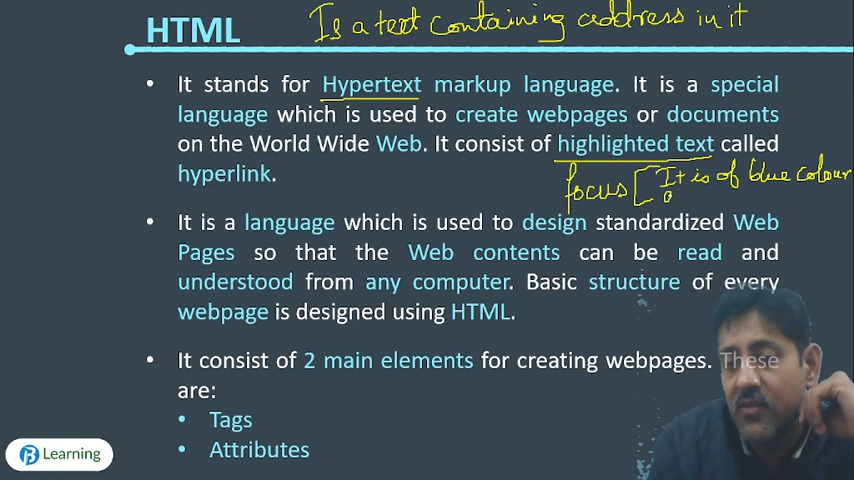 HTML
Is a text containing address in it
• It stands for Hypertext markup language. It is a special
language which is used to create webpages or documents
on the World Wide Web. It consist of highlighted text called
hyperlink.
focus [ It is of blue colour
• It is a language which is used to design standardized Web
Pages so that the Web contents can be read and
understood from any computer. Basic structure of every
webpage is designed using HTML.
• It consist of 2 main elements for creating webpages. These
are:
• Tags
• Attributes
Learning